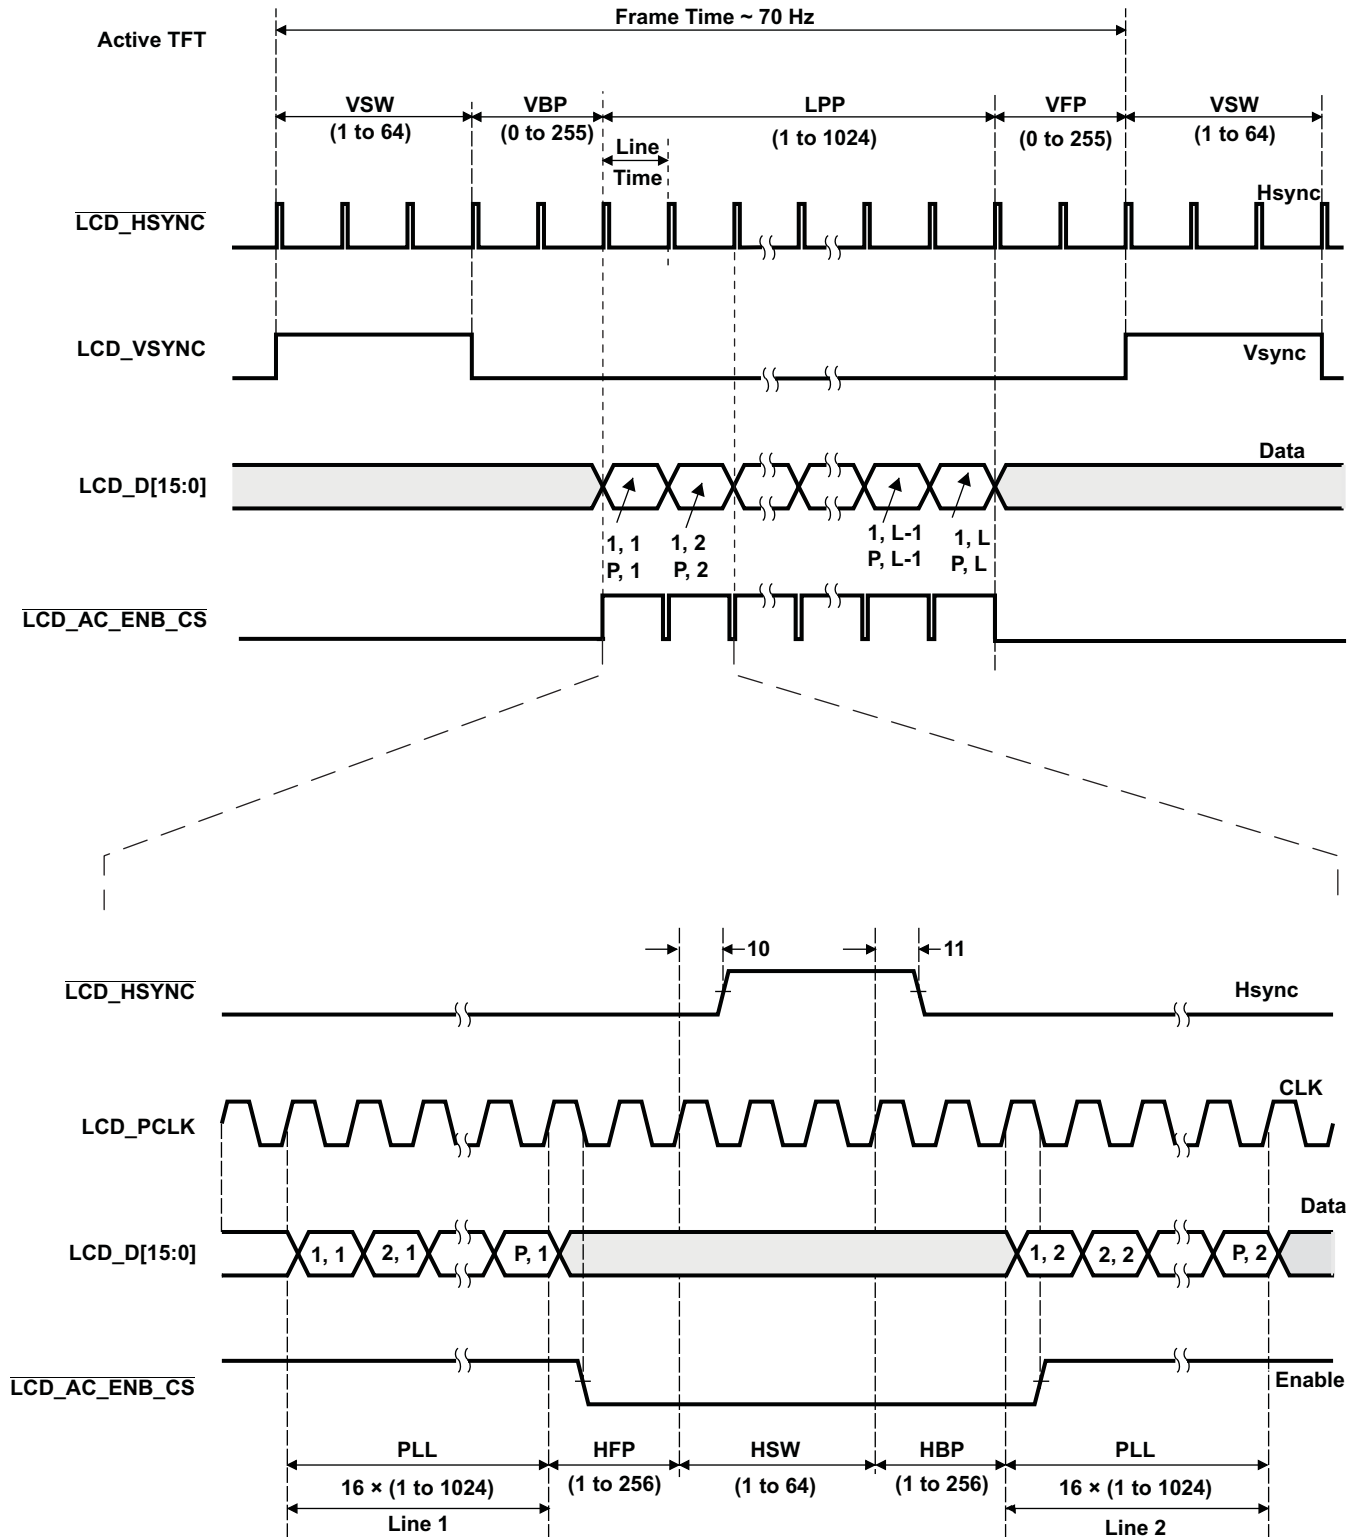 Frame Time ~ 70 Hz
Active TFT
VSW
(1 to 64)
VBP
(0 to 255)
LPP
(1 to 1024)
VFP
(0 to 255)
VSW
(1 to 64)
Line
Time
Hsync
LCD_HSYNC
LCD_VSYNC
Vsync
Data
LCD_D[15:0]
1, 1
P, 1
1, 2
P, 2
1, L-1
P, L-1
1, L
P, L
LCD_AC_ENB_CS
10
11
LCD_HSYNC
Hsync
CLK
LCD_PCLK
Data
LCD_D[15:0]
1, 1
2, 1
P, 1
1, 2
2, 2
P, 2
LCD_AC_ENB_CS
Enable
PLL
16 × (1 to 1024)
Line 1
HFP
(1 to 256)
HSW
(1 to 64)
HBP
(1 to 256)
PLL
16 × (1 to 1024)
Line 2